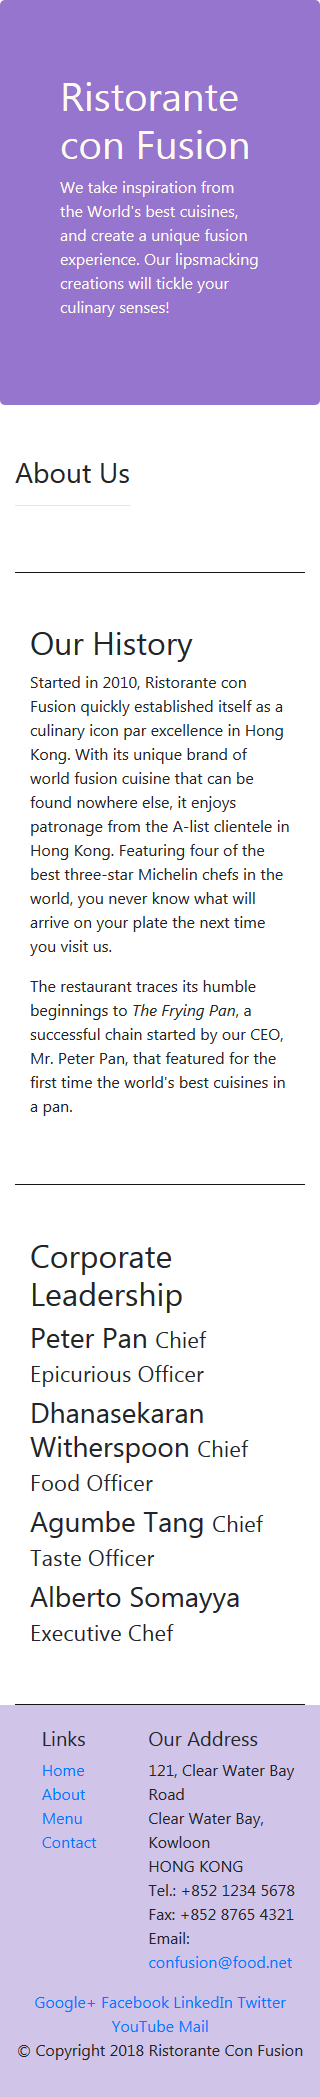 Ristorante
con Fusion
We take inspiration from
the World's best cuisines,
and create a unique fusion
experience. Our lipsmacking
creations will tickle your
culinary senses!
About Us
Our History
Started in 2010, Ristorante con
Fusion quickly established itself as a
culinary icon par excellence in Hong
Kong. With its unique brand of
world fusion cuisine that can be
found nowhere else, it enjoys
patronage from the A-list clientele in
Hong Kong. Featuring four of the
best three-star Michelin chefs in the
world, you never know what will
arrive on your plate the next time
you visit us.
The restaurant traces its humble
beginnings to The Frying Pan, a
successful chain started by our CEO,
Mr. Peter Pan, that featured for the
first time the world's best cuisines in
a pan.
Corporate
Leadership
Peter Pan Chief
Epicurious Officer
Dhanasekaran
Witherspoon Chief
Food Officer
Agumbe Tang Chief
Taste Officer
Alberto Somayya
Executive Chef
Links
Home
About
Menu
Contact
Our Address
121, Clear Water Bay
Road
Clear Water Bay,
Kowloon
HONG KONG
Tel.: +852 1234 5678
Fax: +852 8765 4321
Email:
confusion@food.net
Google+ Facebook LinkedIn Twitter
YouTube Mail
© Copyright 2018 Ristorante Con Fusion